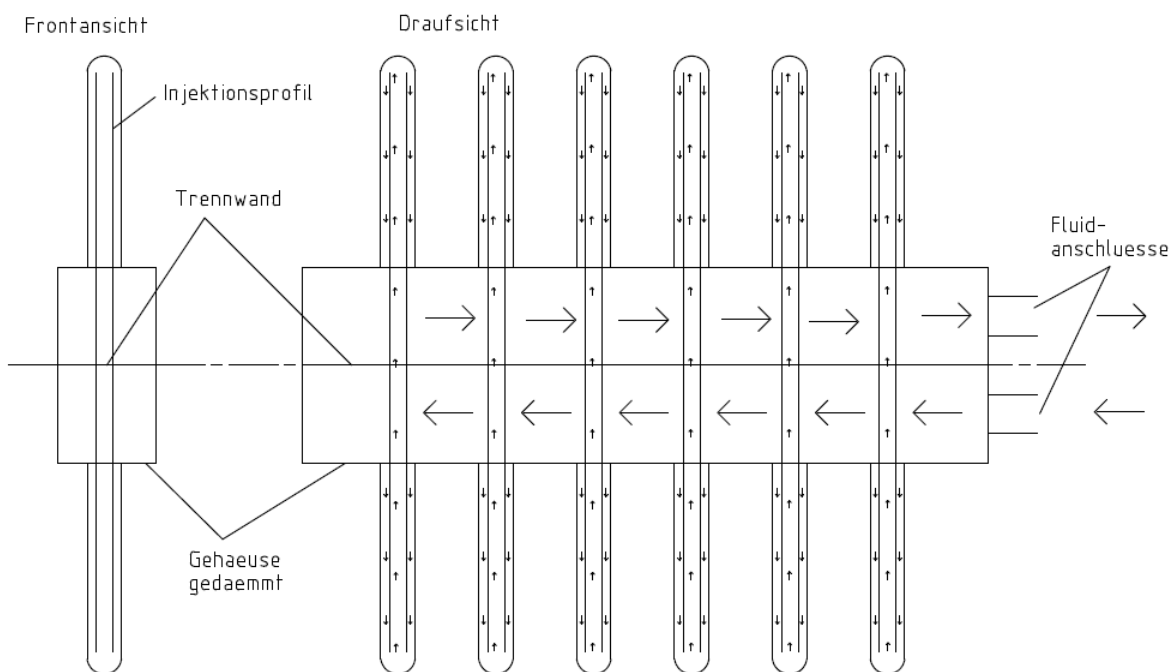 Frontansicht
Draufsicht
Injektionsprofil
Trennwand
Fluid-
anschluesse
Gehaeuse
gedaemmt